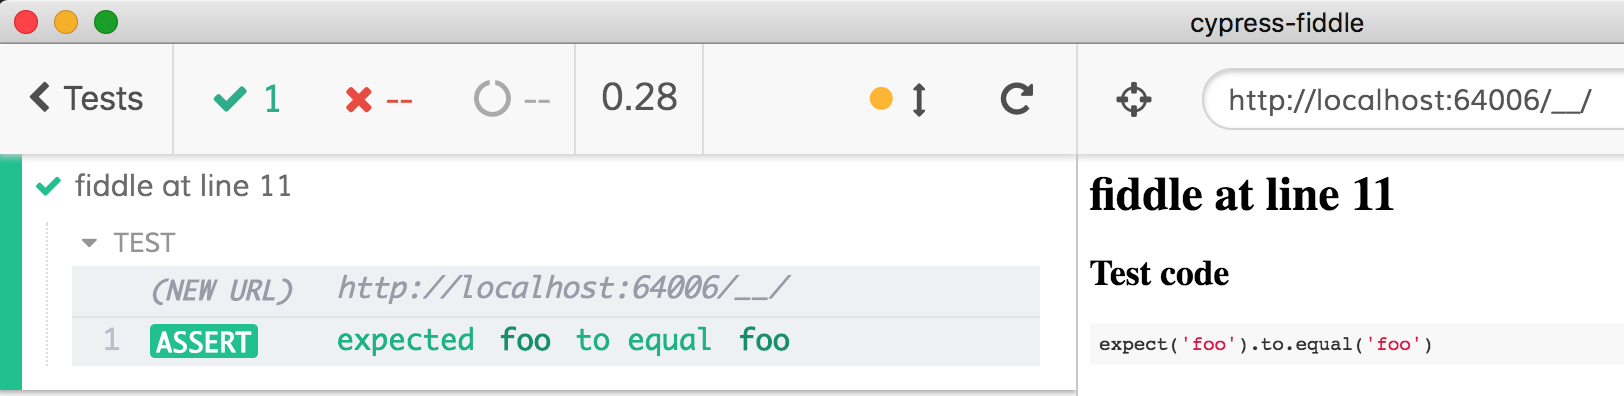 cypress-fiddle
Tests 1 -- -- 0.28 http://localhost:64006/__/
fiddle at line 11
TEST
(NEW URL) http://localhost:64006/__/
1 ASSERT expected foo to equal foo
fiddle at line 11
Test code
expect('foo').to.equal('foo')